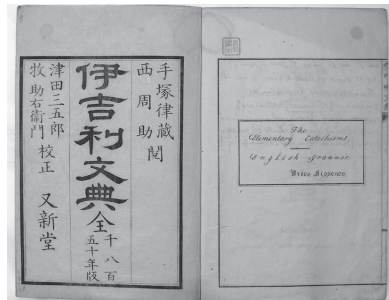 手塚律蔵
西周助 閲
伊吉利文典 全
千八百
五十年版
津田三五郎
牧助右衛門 校正
又新堂
The
Elementary Catechisms.
English Grammar.
Price Sixpence.